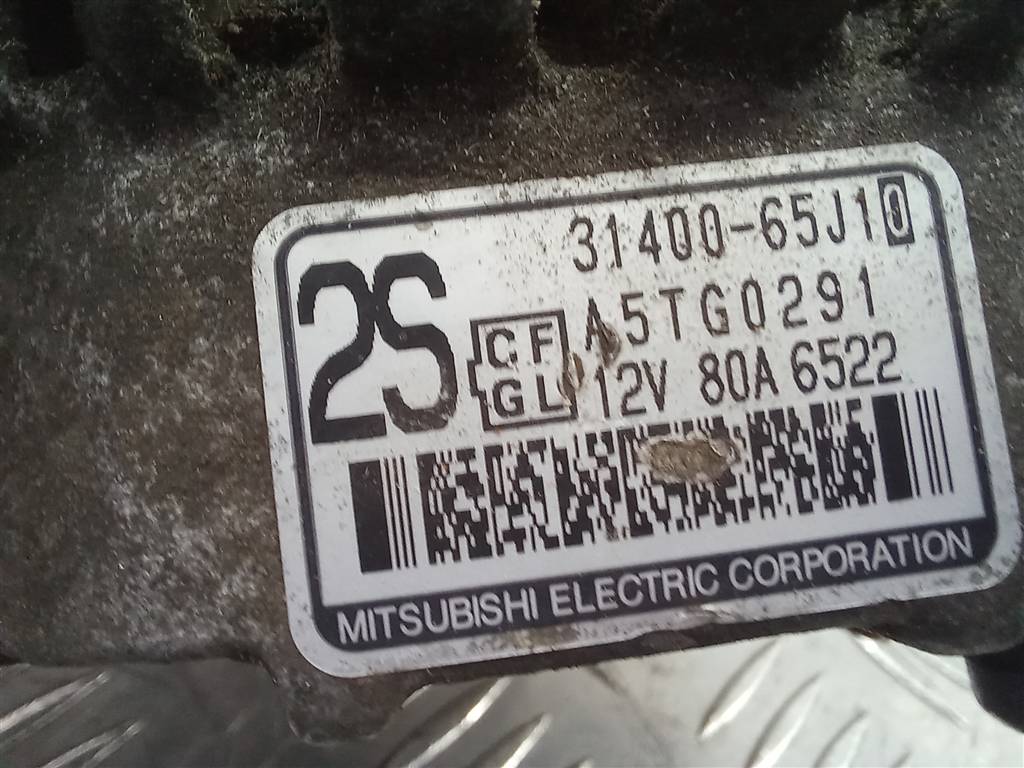 31400-65J10
2S
CF
GL
A5TG0291
12V 80A 6522
MITSUBISHI ELECTRIC CORPORATION